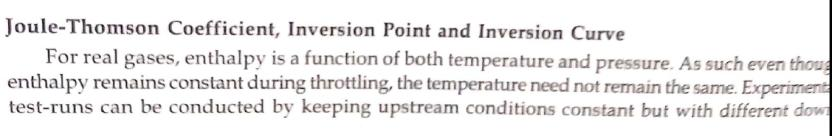 Joule-Thomson Coefficient, Inversion Point and Inversion Curve
For real gases, enthalpy is a function of both temperature and pressure. As such even thoug
enthalpy remains constant during throttling, the temperature need not remain the same. Experimenta
test-runs can be conducted by keeping upstream conditions constant but with different down